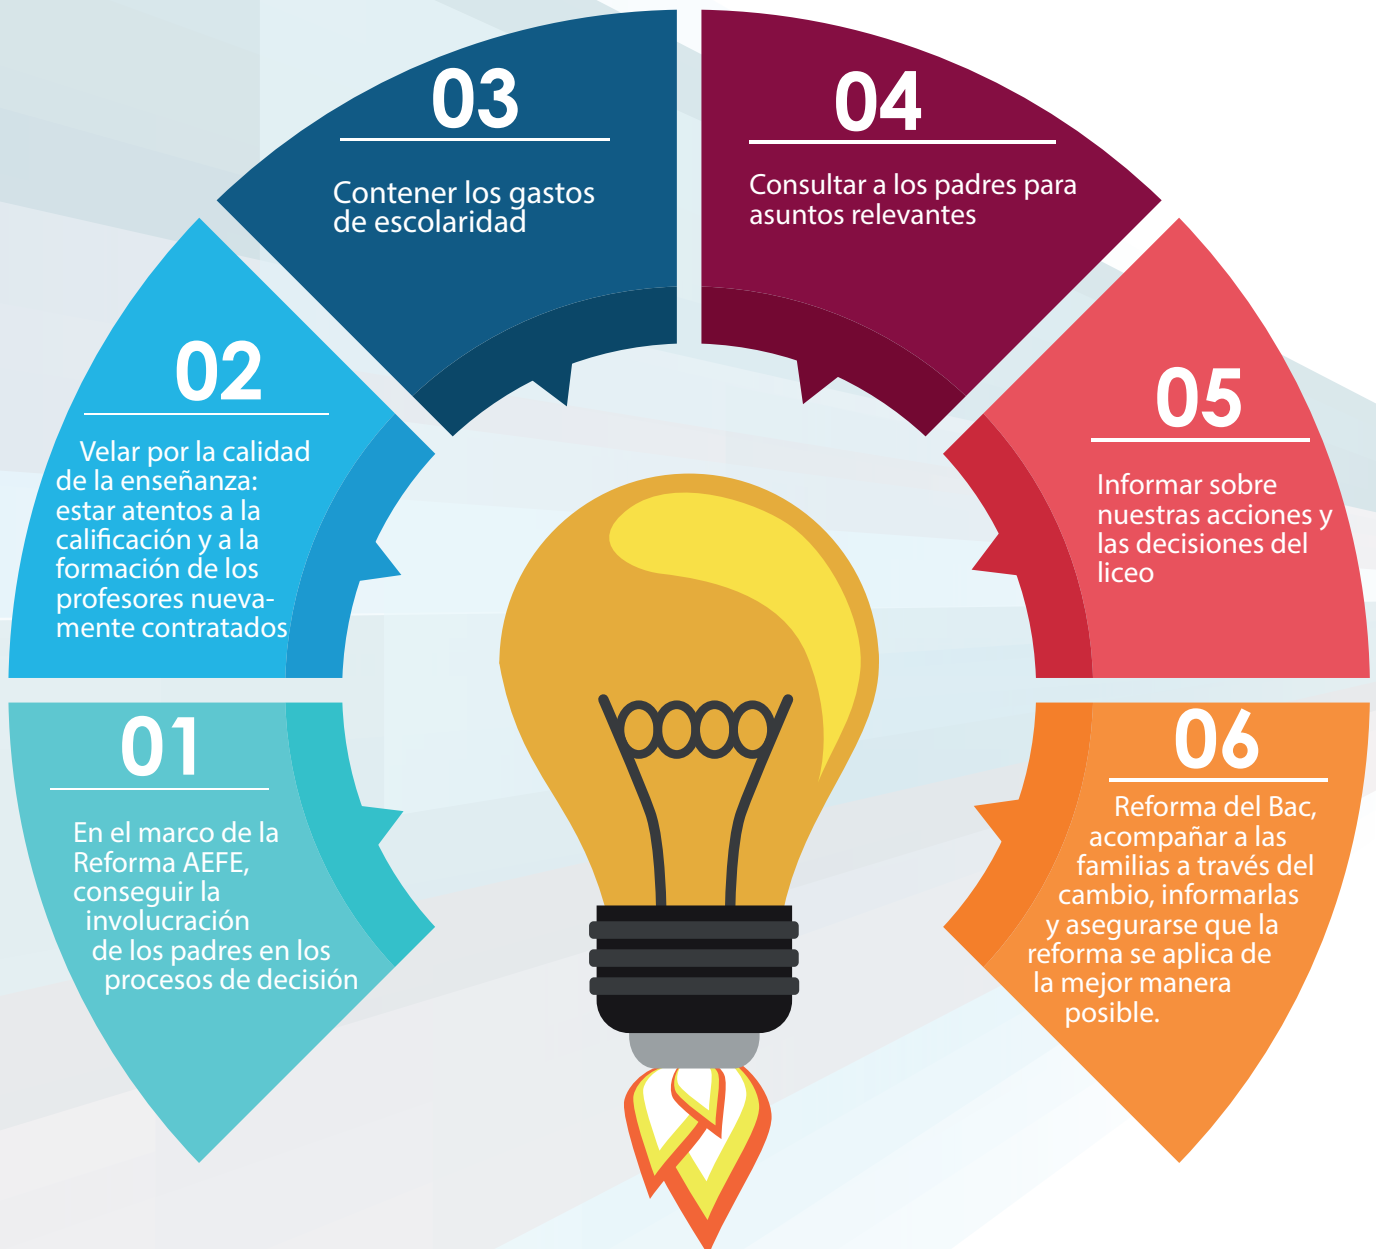 01
En el marco de la
Reforma AEFE,
conseguir la
involucración
de los padres en los
procesos de decisión
02
Velar por la calidad
de la enseñanza:
estar atentos a la
calificación y a la
formación de los
profesores nueva-
mente contratados
03
Contener los gastos
de escolaridad
04
Consultar a los padres para
asuntos relevantes
05
Informar sobre
nuestras acciones y
las decisiones del
liceo
06
Reforma del Bac,
acompañar a las
familias a través del
cambio, informarlas
y asegurarse que la
reforma se aplica de
la mejor manera
posible.